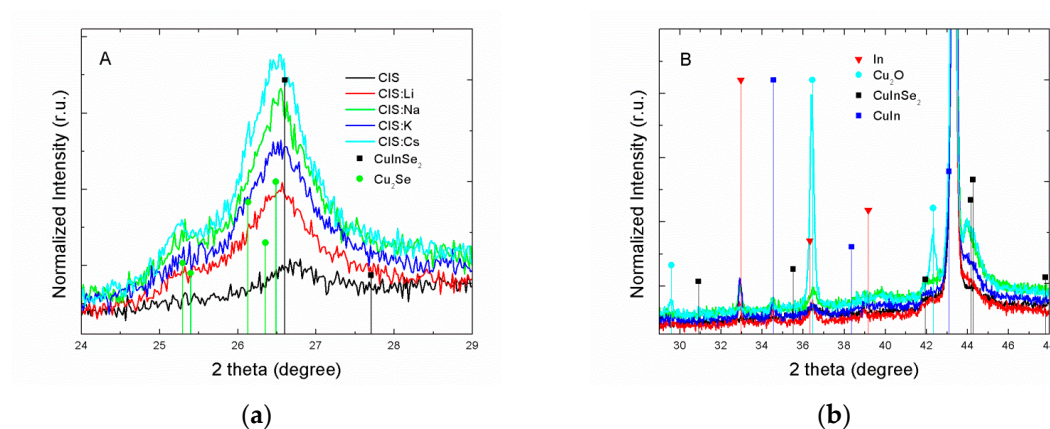 A
CIS
CIS:Li
CIS:Na
CIS:K
CIS:Cs
CuInSe₂
Cu₂Se
Normalized Intensity (r.u.)
24 25 26 27 28 29
2 theta (degree)
(a)
B
In
Cu₂O
CuInSe₂
CuIn
Normalized Intensity (r.u.)
30 32 34 36 38 40 42 44 46
2 theta (degree)
(b)